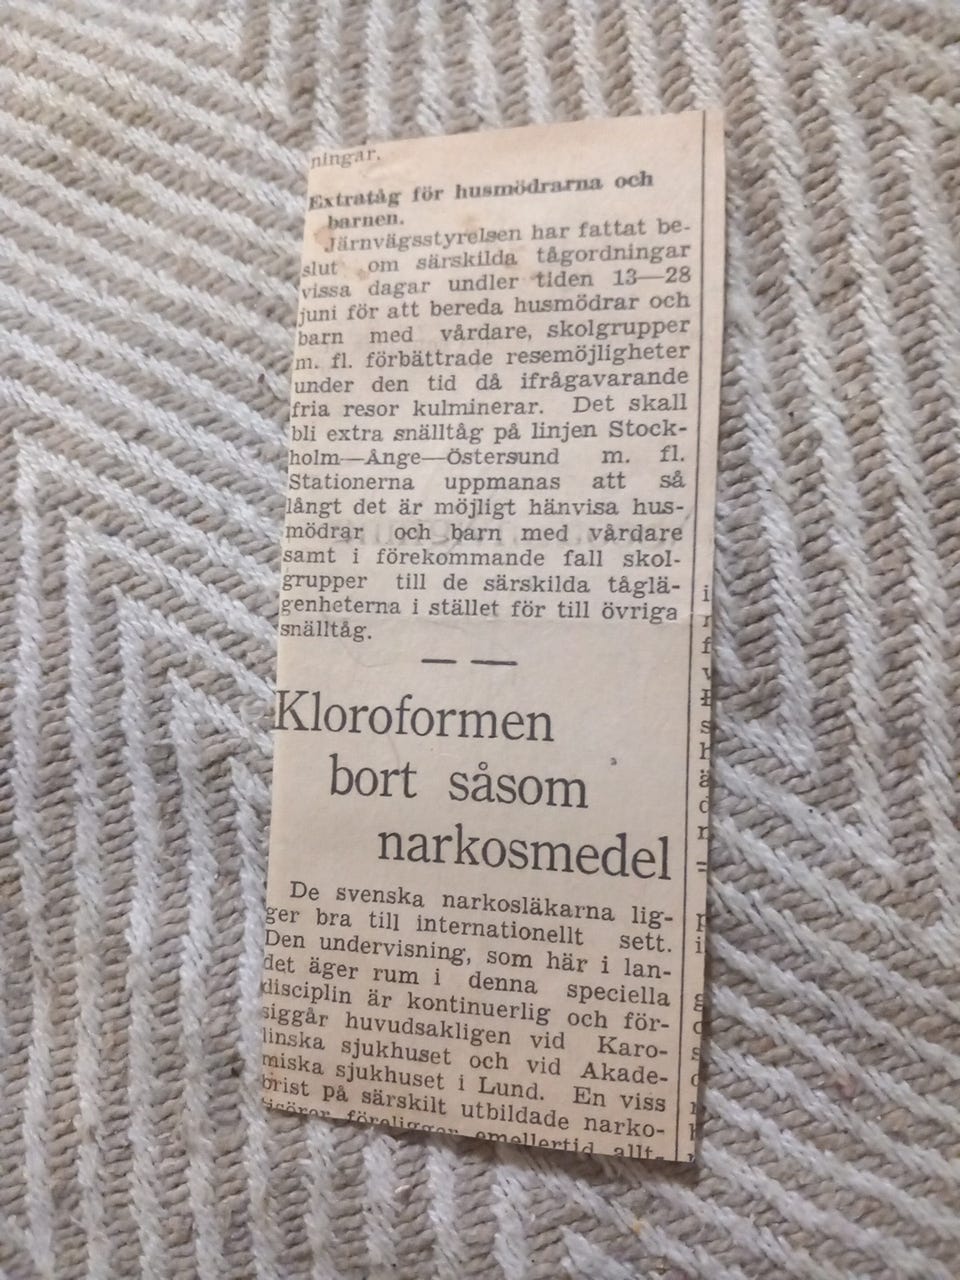 ningar.
Extratåg för husmödrarna och
barnen.
Järnvägsstyrelsen har fattat be-
slut om särskilda tågordningar
vissa dagar undler tiden 13—28
juni för att bereda husmödrar och
barn med vårdare, skolgrupper
m. fl. förbättrade resemöjligheter
under den tid då ifrågavarande
fria resor kulminerar. Det skall
bli extra snälltåg på linjen Stock-
holm—Ånge—Östersund m. fl.
Stationerna uppmanas att så
långt det är möjligt hänvisa hus-
mödrar och barn med vårdare
samt i förekommande fall skol-
grupper till de särskilda tåglä-
genheterna i stället för till övriga
snälltåg.
— —
Kloroformen
bort såsom
narkosmedel
De svenska narkosläkarna lig-
ger bra till internationellt sett.
Den undervisning, som här i lan-
det äger rum i denna speciella
disciplin är kontinuerlig och för-
siggår huvudsakligen vid Karo-
linska sjukhuset och vid Akade-
miska sjukhuset i Lund. En viss
brist på särskilt utbildade narko-
föreligger emellertid allt-